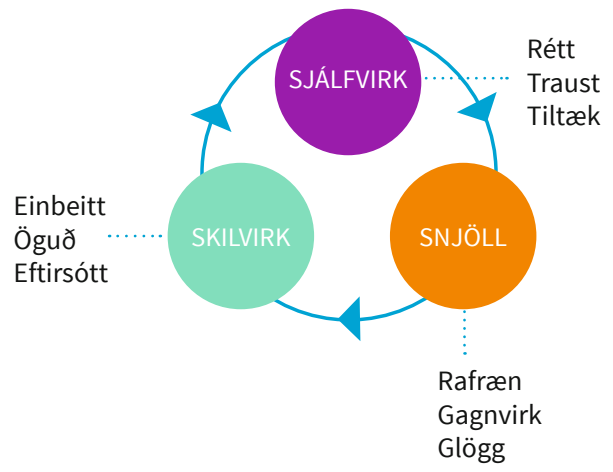 SJÁLFVIRK
Rétt
Traust
Tiltæk
SNJÖLL
Rafræn
Gagnvirk
Glögg
SKILVIRK
Einbeitt
Öguð
Eftirsótt